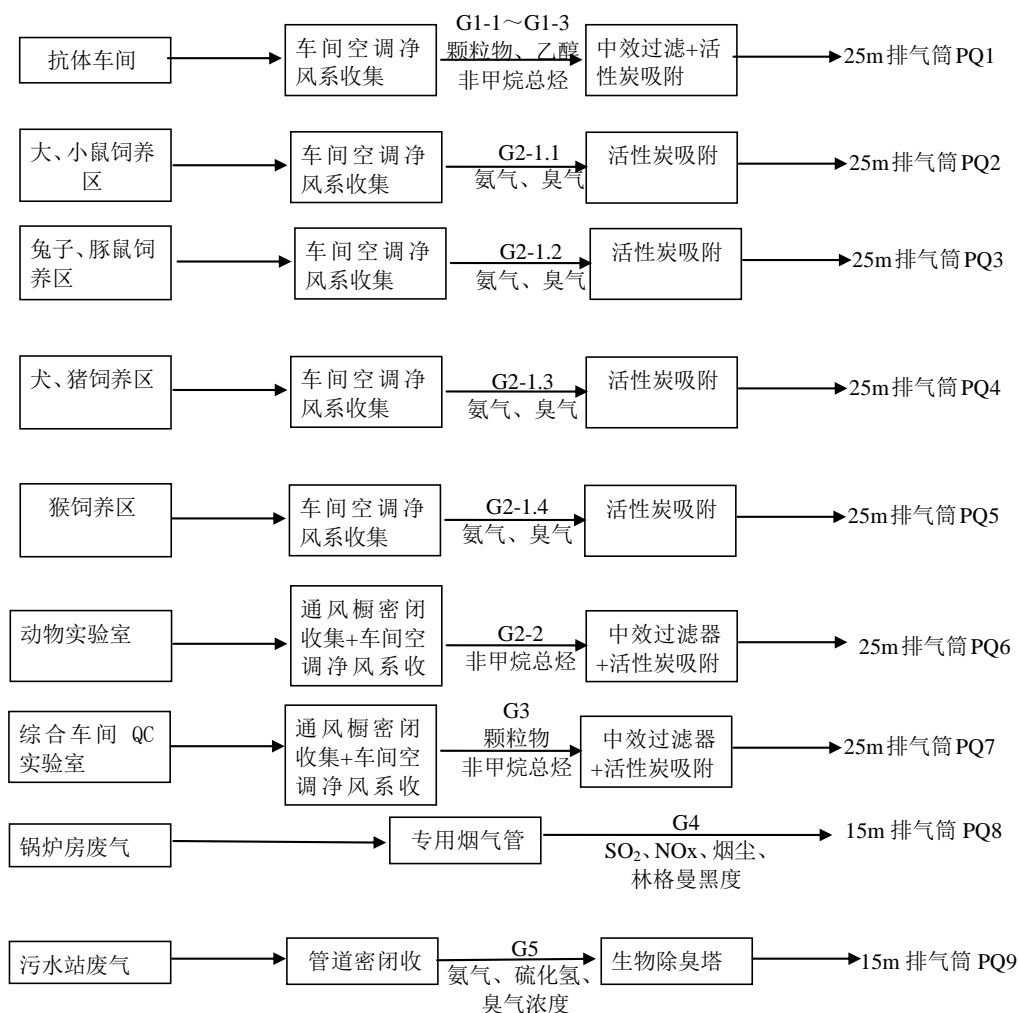 抗体车间
车间空调净
风系收集
G1-1～G1-3
颗粒物、乙醇
非甲烷总烃
中效过滤+活
性炭吸附
25m 排气筒 PQ1
大、小鼠饲养
区
车间空调净
风系收集
G2-1.1
氨气、臭气
活性炭吸附
25m 排气筒 PQ2
兔子、豚鼠饲
养区
车间空调净
风系收集
G2-1.2
氨气、臭气
活性炭吸附
25m 排气筒 PQ3
犬、猪饲养区
车间空调净
风系收集
G2-1.3
氨气、臭气
活性炭吸附
25m 排气筒 PQ4
猴饲养区
车间空调净
风系收集
G2-1.4
氨气、臭气
活性炭吸附
25m 排气筒 PQ5
动物实验室
通风橱密闭
收集+车间空
调净风系收
G2-2
非甲烷总烃
中效过滤器
+活性炭吸附
25m 排气筒 PQ6
综合车间 QC
实验室
通风橱密闭
收集+车间空
调净风系收
G3
颗粒物
非甲烷总烃
中效过滤器
+活性炭吸附
25m 排气筒 PQ7
锅炉房废气
专用烟气管
G4
SO₂、NOx、烟尘、
林格曼黑度
15m 排气筒 PQ8
污水站废气
管道密闭收
G5
氨气、硫化氢、
臭气浓度
生物除臭塔
15m 排气筒 PQ9